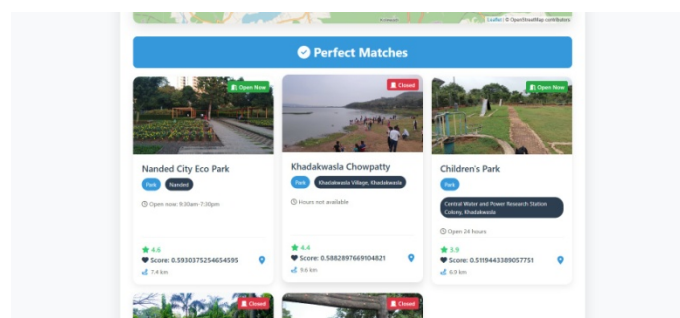 Leaflet | © OpenStreetMap contributors
Perfect Matches
Open Now
Closed
Open Now
Nanded City Eco Park
Park Nanded
Open now: 9:30am-7:30pm
4.6
Score: 0.5930375254654595
7.4 km
Khadakwasla Chowpatty
Park Khadakwasla Village, Khadakwasla
Hours not available
4.4
Score: 0.5882897669104821
9.6 km
Children's Park
Park
Central Water and Power Research Station
Colony, Khadakwasla
Open 24 hours
3.9
Score: 0.5119443389057751
6.9 km
Closed
Closed